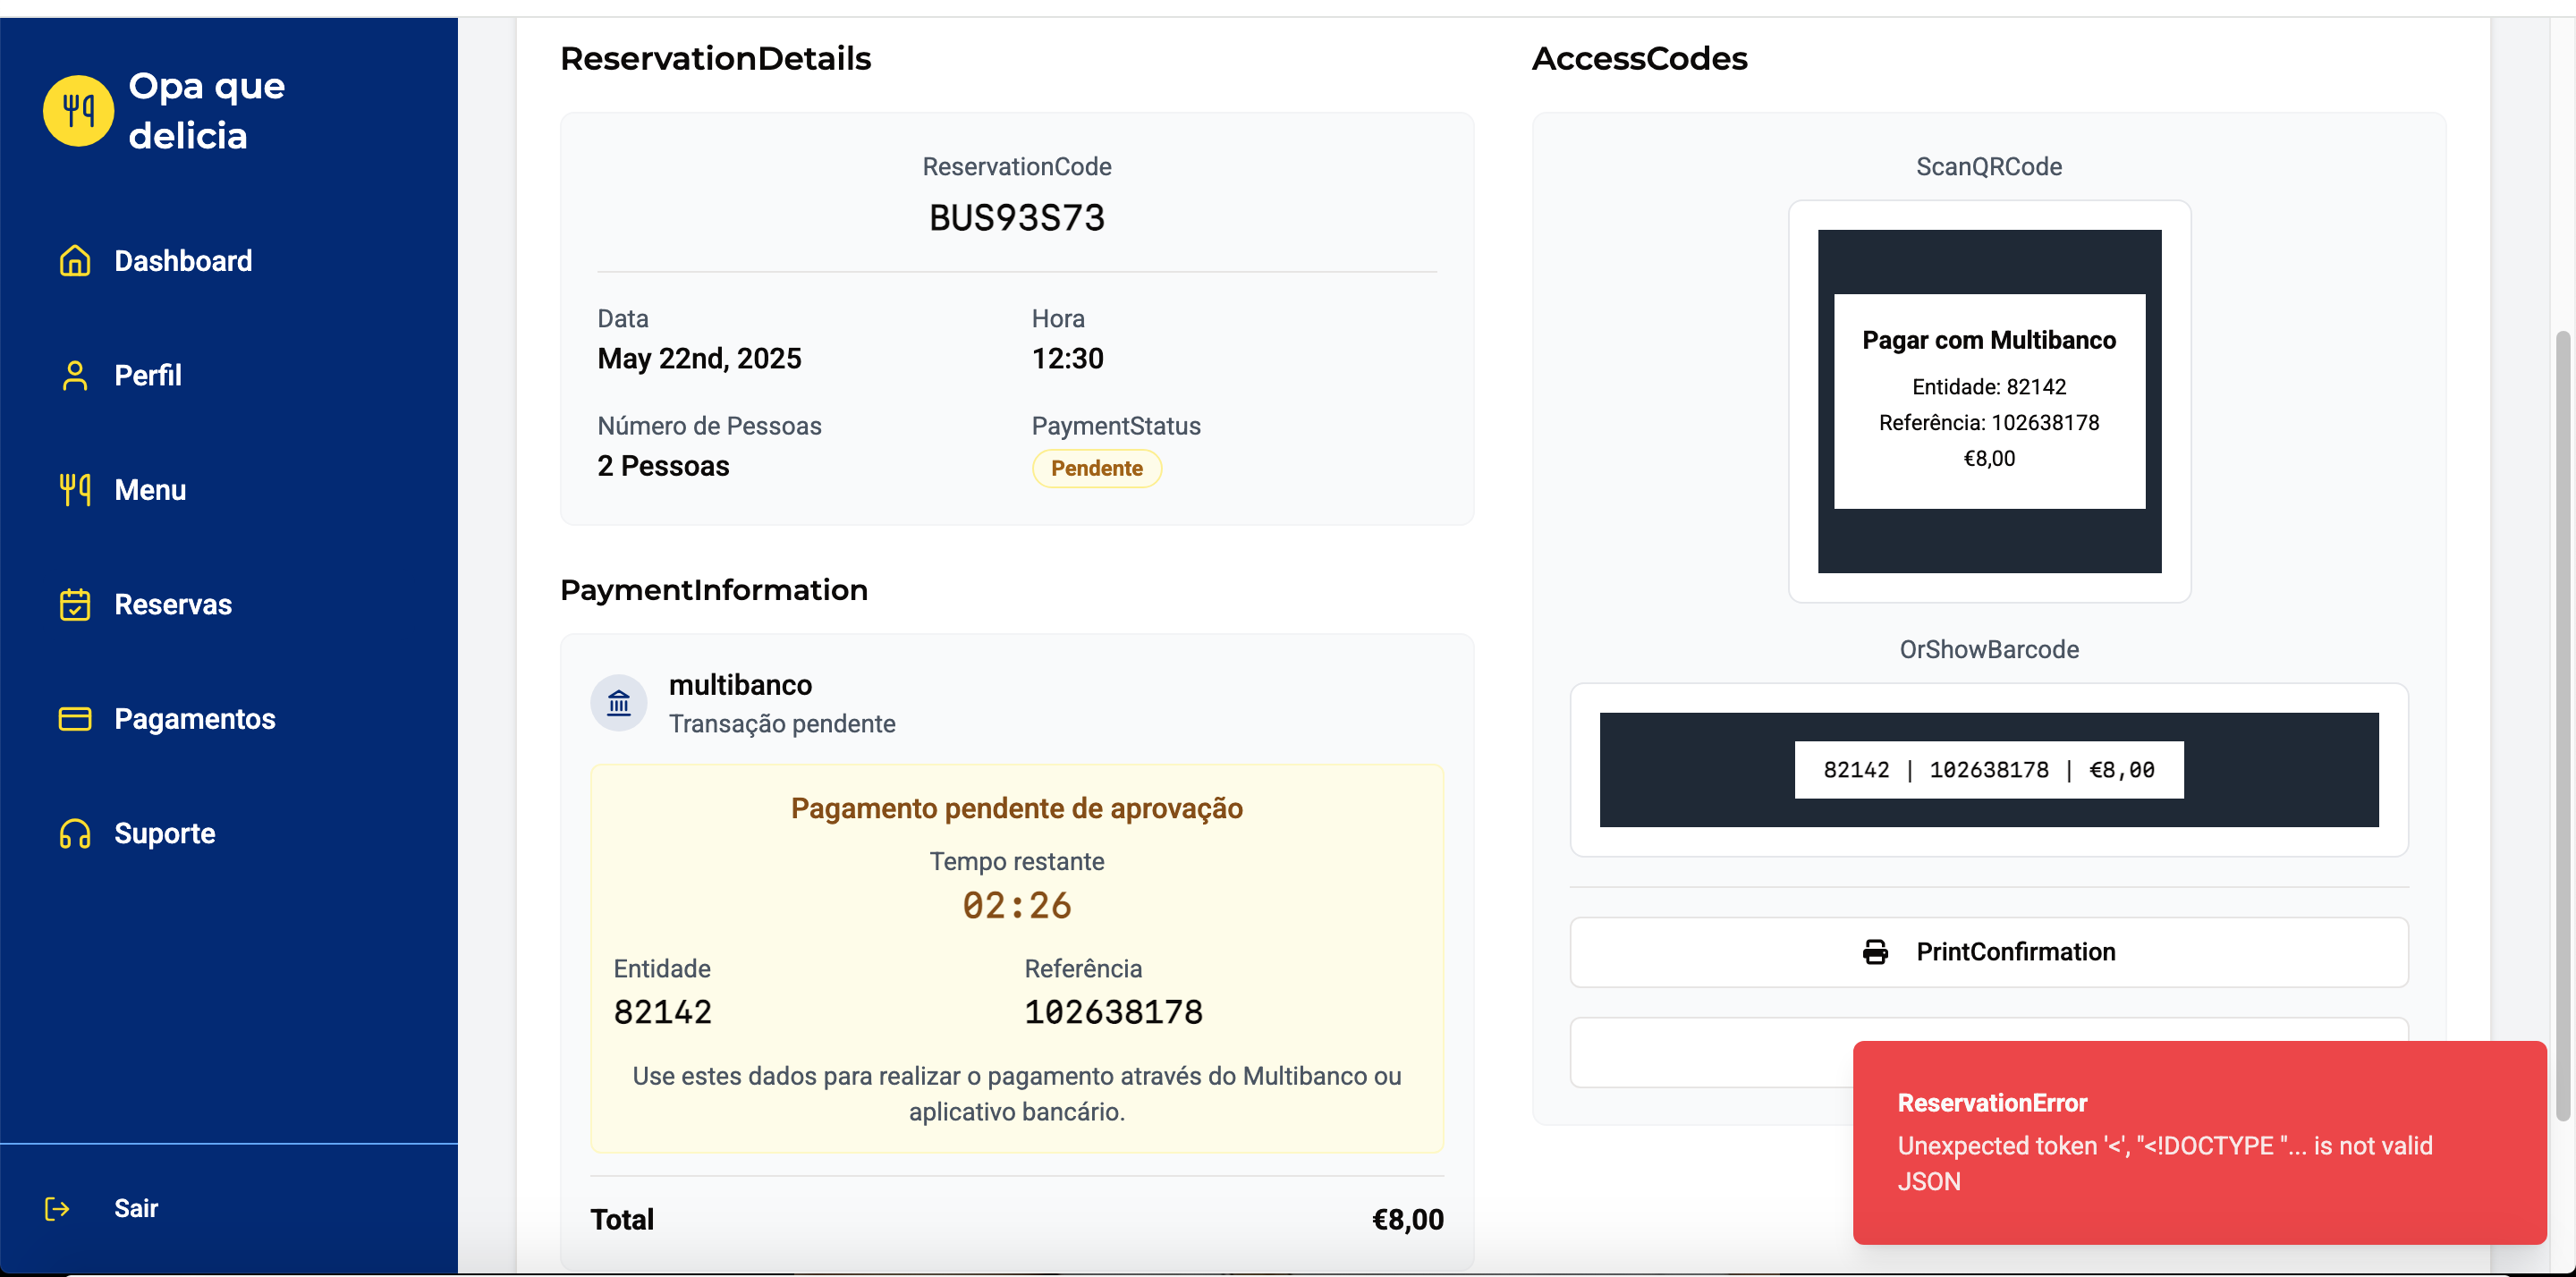 Opa que
delicia
Dashboard
Perfil
Menu
Reservas
Pagamentos
Suporte
Sair
ReservationDetails
ReservationCode
BUS93S73
Data
May 22nd, 2025
Hora
12:30
Número de Pessoas
2 Pessoas
PaymentStatus
Pendente
PaymentInformation
multibanco
Transação pendente
Pagamento pendente de aprovação
Tempo restante
02:26
Entidade
82142
Referência
102638178
Use estes dados para realizar o pagamento através do Multibanco ou
aplicativo bancário.
Total
€8,00
AccessCodes
ScanQRCode
Pagar com Multibanco
Entidade: 82142
Referência: 102638178
€8,00
OrShowBarcode
82142 | 102638178 | €8,00
PrintConfirmation
ReservationError
Unexpected token '<', "<!DOCTYPE "... is not valid
JSON